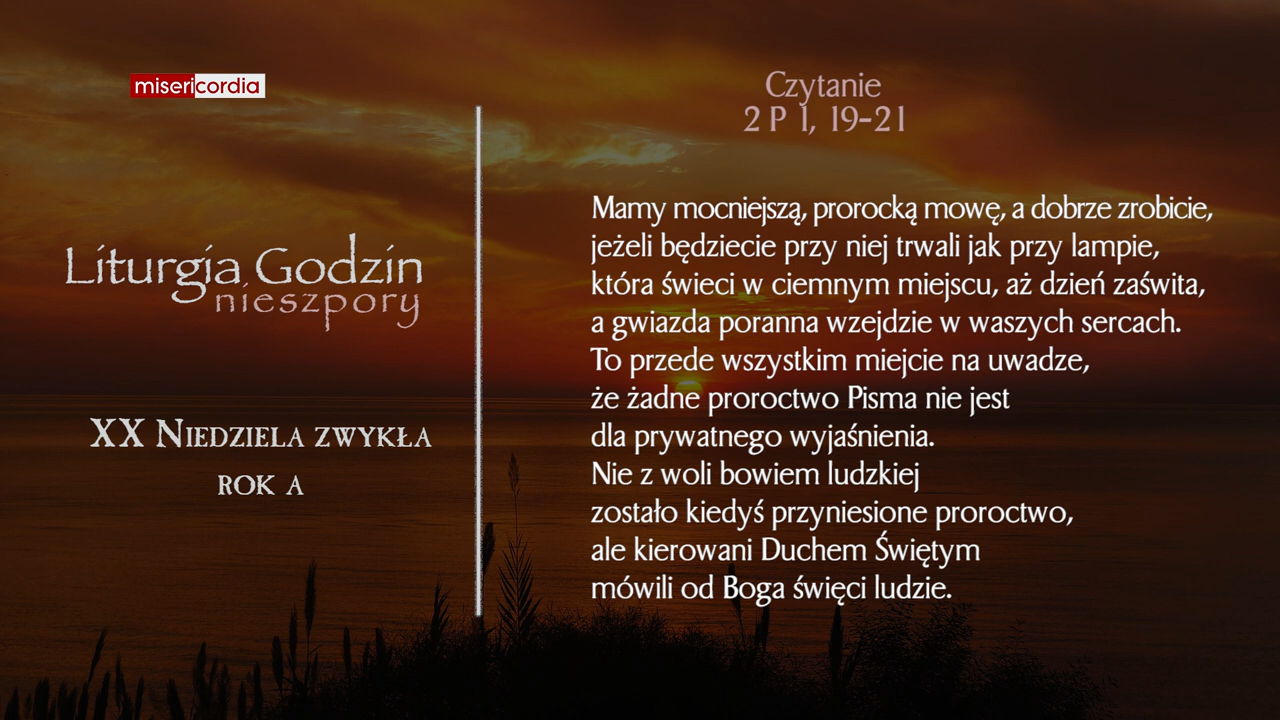 misericordia
Liturgia Godzin
nieszpory
XX Niedziela zwykła
rok A
Czytanie
2 P 1, 19-21
Mamy mocniejszą, prorocką mowę, a dobrze zrobicie,
jeżeli będziecie przy niej trwali jak przy lampie,
która świeci w ciemnym miejscu, aż dzień zaświta,
a gwiazda poranna wzejdzie w waszych sercach.
To przede wszystkim miejcie na uwadze,
że żadne proroctwo Pisma nie jest
dla prywatnego wyjaśnienia.
Nie z woli bowiem ludzkiej
zostało kiedyś przyniesione proroctwo,
ale kierowani Duchem Świętym
mówili od Boga święci ludzie.